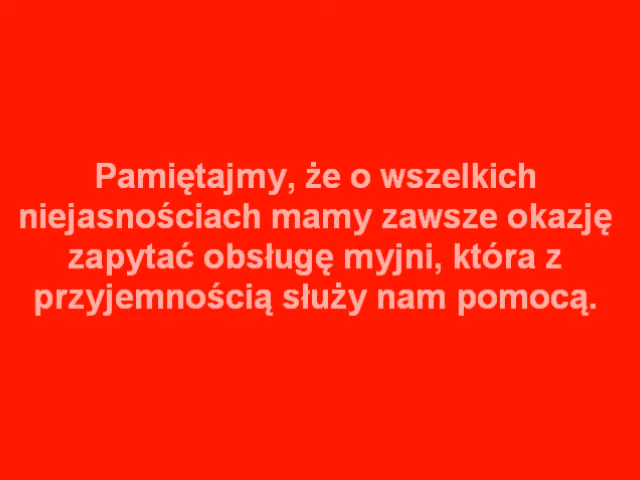 Pamiętajmy, że o wszelkich
niejasnościach mamy zawsze okazję
zapytać obsługę myjni, która z
przyjemnością służy nam pomocą.